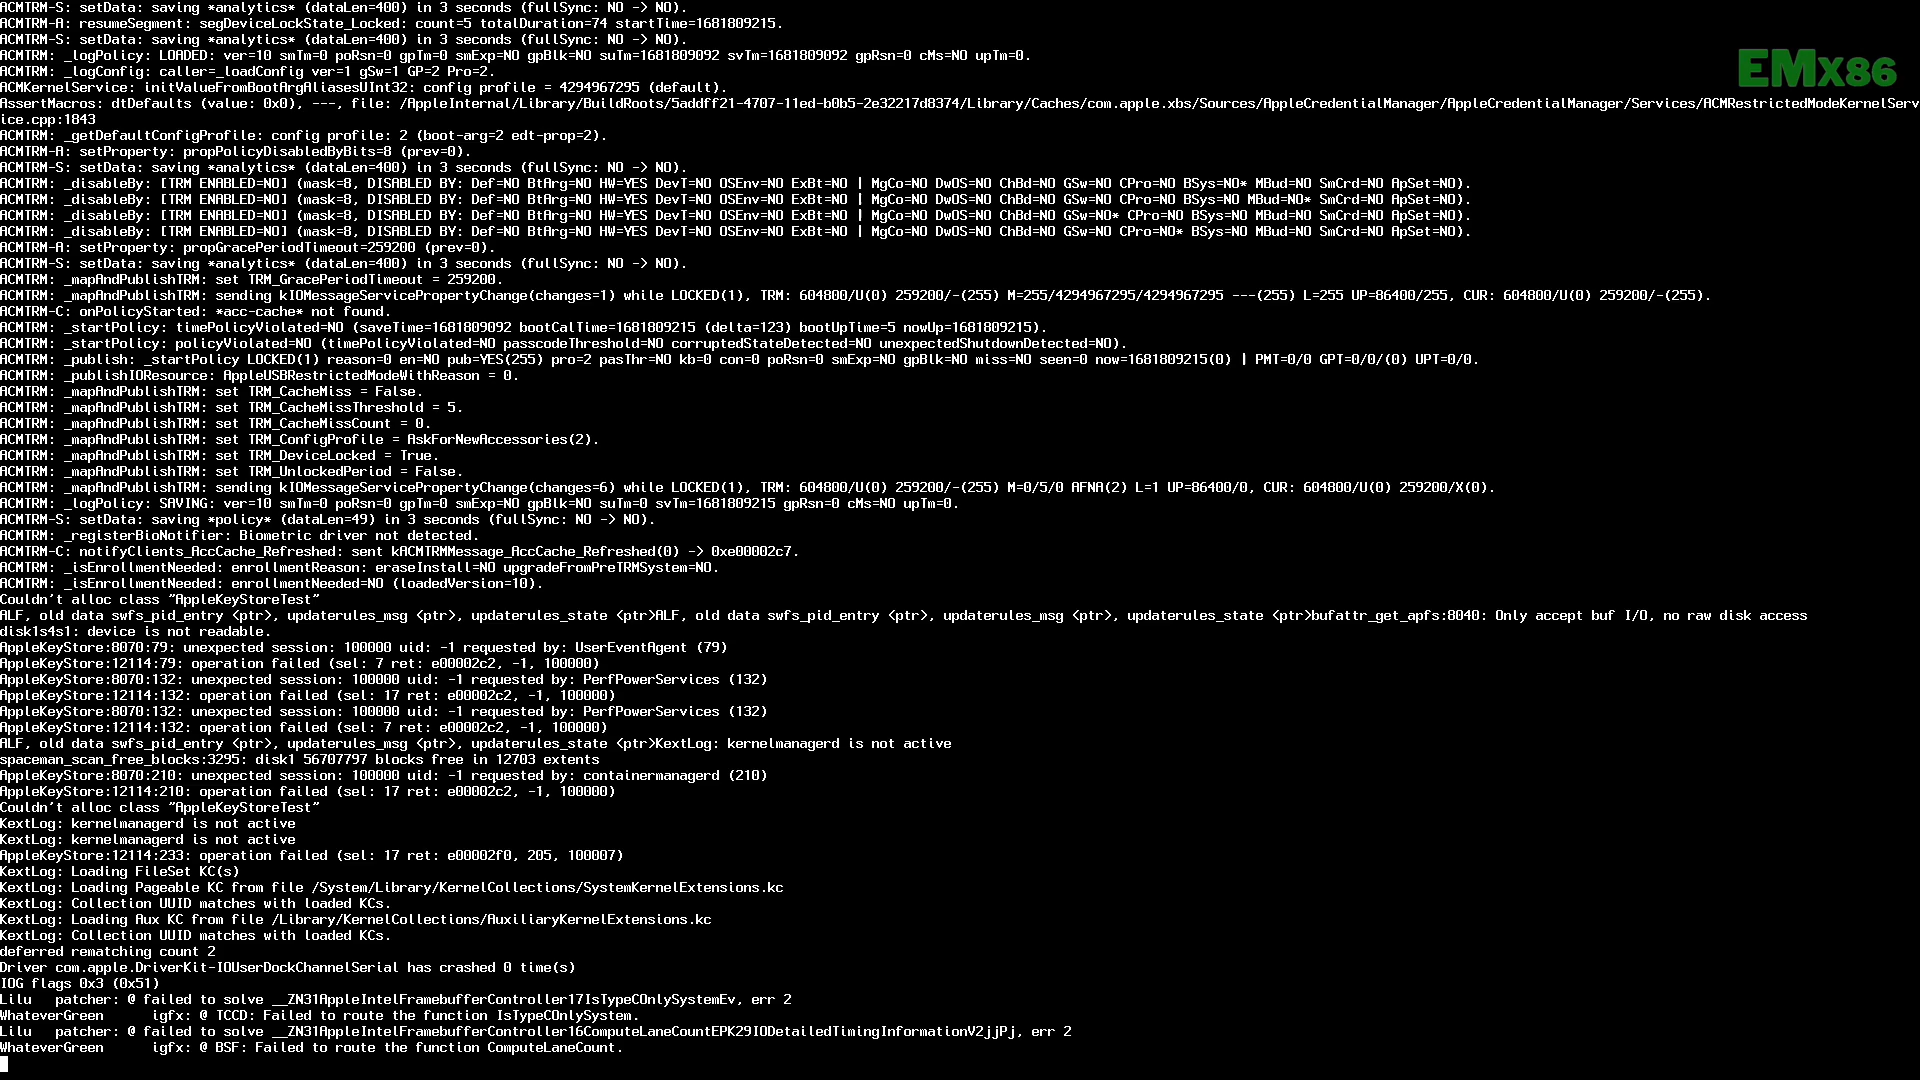 ACMTRM-S: setData: saving *analytics* (dataLen=400) in 3 seconds (fullSync: NO -> NO).
ACMTRM-A: resumeSegment: segDeviceLockState_Locked: count=5 totalDuration=74 startTime=1681809215.
ACMTRM-S: setData: saving *analytics* (dataLen=400) in 3 seconds (fullSync: NO -> NO).
ACMTRM: _logPolicy: LOADED: ver=10 smTm=0 poRsn=0 gpTm=0 smExp=NO gpBlk=NO suTm=1681809092 svTm=1681809092 gpRsn=0 cMs=NO upTm=0.
ACMTRM: _logConfig: caller=_loadConfig ver=1 gSw=1 GP=2 Pro=2.
EMx86
ACMKernelService: initValueFromBootArgAliasesUInt32: config profile = 4294967295 (default).
AssertMacros: dtDefaults (value: 0x0), ---, file: /AppleInternal/Library/BuildRoots/5addff21-4707-11ed-b0b5-2e32217d8374/Library/Caches/com.apple.xbs/Sources/AppleCredentialManager/AppleCredentialManager/Services/ACMRestrictedModeKernelServ
ice.cpp:1843
ACMTRM: _getDefaultConfigProfile: config profile: 2 (boot-arg=2 edt-prop=2).
ACMTRM-A: setProperty: propPolicyDisabledByBits=8 (prev=0).
ACMTRM-S: setData: saving *analytics* (dataLen=400) in 3 seconds (fullSync: NO -> NO).
ACMTRM: _disableBy: [TRM ENABLED=NO] (mask=8, DISABLED BY: Def=NO BtArg=NO HW=YES DevT=NO OSEnv=NO ExBt=NO | MgCo=NO DwOS=NO ChBd=NO GSw=NO CPro=NO BSys=NO* MBud=NO SmCrd=NO ApSet=NO).
ACMTRM: _disableBy: [TRM ENABLED=NO] (mask=8, DISABLED BY: Def=NO BtArg=NO HW=YES DevT=NO OSEnv=NO ExBt=NO | MgCo=NO DwOS=NO ChBd=NO GSw=NO CPro=NO BSys=NO MBud=NO* SmCrd=NO ApSet=NO).
ACMTRM: _disableBy: [TRM ENABLED=NO] (mask=8, DISABLED BY: Def=NO BtArg=NO HW=YES DevT=NO OSEnv=NO ExBt=NO | MgCo=NO DwOS=NO ChBd=NO GSw=NO* CPro=NO BSys=NO MBud=NO SmCrd=NO ApSet=NO).
ACMTRM: _disableBy: [TRM ENABLED=NO] (mask=8, DISABLED BY: Def=NO BtArg=NO HW=YES DevT=NO OSEnv=NO ExBt=NO | MgCo=NO DwOS=NO ChBd=NO GSw=NO CPro=NO* BSys=NO MBud=NO SmCrd=NO ApSet=NO).
ACMTRM-A: setProperty: propGracePeriodTimeout=259200 (prev=0).
ACMTRM-S: setData: saving *analytics* (dataLen=400) in 3 seconds (fullSync: NO -> NO).
ACMTRM: _mapAndPublishTRM: set TRM_GracePeriodTimeout = 259200.
ACMTRM: _mapAndPublishTRM: sending kIOMessageServicePropertyChange(changes=1) while LOCKED(1), TRM: 604800/U(0) 259200/-(255) M=255/4294967295/4294967295 ---(255) L=255 UP=86400/255, CUR: 604800/U(0) 259200/-(255).
ACMTRM-C: onPolicyStarted: *acc-cache* not found.
ACMTRM: _startPolicy: timePolicyViolated=NO (saveTime=1681809092 bootCalTime=1681809215 (delta=123) bootUpTime=5 nowUp=1681809215).
ACMTRM: _startPolicy: policyViolated=NO (timePolicyViolated=NO passcodeThreshold=NO corruptedStateDetected=NO unexpectedShutdownDetected=NO).
ACMTRM: _publish: _startPolicy LOCKED(1) reason=0 en=NO pub=YES(255) pro=2 pasThr=NO kb=0 con=0 poRsn=0 smExp=NO gpBlk=NO miss=NO seen=0 now=1681809215(0) | PMT=0/0 GPT=0/0/(0) UPT=0/0.
ACMTRM: _publishIOResource: AppleUSBRestrictedModeWithReason = 0.
ACMTRM: _mapAndPublishTRM: set TRM_CacheMiss = False.
ACMTRM: _mapAndPublishTRM: set TRM_CacheMissThreshold = 5.
ACMTRM: _mapAndPublishTRM: set TRM_CacheMissCount = 0.
ACMTRM: _mapAndPublishTRM: set TRM_ConfigProfile = AskForNewAccessories(2).
ACMTRM: _mapAndPublishTRM: set TRM_DeviceLocked = True.
ACMTRM: _mapAndPublishTRM: set TRM_UnlockedPeriod = False.
ACMTRM: _mapAndPublishTRM: sending kIOMessageServicePropertyChange(changes=6) while LOCKED(1), TRM: 604800/U(0) 259200/-(255) M=0/5/0 AFNA(2) L=1 UP=86400/0, CUR: 604800/U(0) 259200/X(0).
ACMTRM: _logPolicy: SAVING: ver=10 smTm=0 poRsn=0 gpTm=0 smExp=NO gpBlk=NO suTm=0 svTm=1681809215 gpRsn=0 cMs=NO upTm=0.
ACMTRM-S: setData: saving *policy* (dataLen=49) in 3 seconds (fullSync: NO -> NO).
ACMTRM: _registerBioNotifier: Biometric driver not detected.
ACMTRM-C: notifyClients_AccCache_Refreshed: sent kACMTRMMessage_AccCache_Refreshed(0) -> 0xe00002c7.
ACMTRM: _isEnrollmentNeeded: enrollmentReason: eraseInstall=NO upgradeFromPreTRMSystem=NO.
ACMTRM: _isEnrollmentNeeded: enrollmentNeeded=NO (loadedVersion=10).
Couldn't alloc class "AppleKeyStoreTest"
ALF, old data swfs_pid_entry <ptr>, updaterules_msg <ptr>, updaterules_state <ptr>ALF, old data swfs_pid_entry <ptr>, updaterules_msg <ptr>, updaterules_state <ptr>bufattr_get_apfs:8040: Only accept buf I/O, no raw disk access
disk1s4s1: device is not readable.
AppleKeyStore:8070:79: unexpected session: 100000 uid: -1 requested by: UserEventAgent (79)
AppleKeyStore:12114:79: operation failed (sel: 7 ret: e00002c2, -1, 100000)
AppleKeyStore:8070:132: unexpected session: 100000 uid: -1 requested by: PerfPowerServices (132)
AppleKeyStore:12114:132: operation failed (sel: 17 ret: e00002c2, -1, 100000)
AppleKeyStore:8070:132: unexpected session: 100000 uid: -1 requested by: PerfPowerServices (132)
AppleKeyStore:12114:132: operation failed (sel: 7 ret: e00002c2, -1, 100000)
ALF, old data swfs_pid_entry <ptr>, updaterules_msg <ptr>, updaterules_state <ptr>KextLog: kernelmanagerd is not active
spaceman_scan_free_blocks:3295: disk1 56707797 blocks free in 12703 extents
AppleKeyStore:8070:210: unexpected session: 100000 uid: -1 requested by: containermanagerd (210)
AppleKeyStore:12114:210: operation failed (sel: 17 ret: e00002c2, -1, 100000)
Couldn't alloc class "AppleKeyStoreTest"
KextLog: kernelmanagerd is not active
KextLog: kernelmanagerd is not active
AppleKeyStore:12114:233: operation failed (sel: 17 ret: e00002f0, 205, 100007)
KextLog: Loading FileSet KC(s)
KextLog: Loading Pageable KC from file /System/Library/KernelCollections/SystemKernelExtensions.kc
KextLog: Collection UUID matches with loaded KCs.
KextLog: Loading Aux KC from file /Library/KernelCollections/AuxiliaryKernelExtensions.kc
KextLog: Collection UUID matches with loaded KCs.
deferred rematching count 2
Driver com.apple.DriverKit-IOUserDockChannelSerial has crashed 0 time(s)
IOG flags 0x3 (0x51)
Lilu   patcher: @ failed to solve __ZN31AppleIntelFramebufferController17IsTypeCOnlySystemEv, err 2
WhateverGreen      igfx: @ TCCD: Failed to route the function IsTypeCOnlySystem.
Lilu   patcher: @ failed to solve __ZN31AppleIntelFramebufferController16ComputeLaneCountEPK29IODetailedTimingInformationV2jjPj, err 2
WhateverGreen      igfx: @ BSF: Failed to route the function ComputeLaneCount.